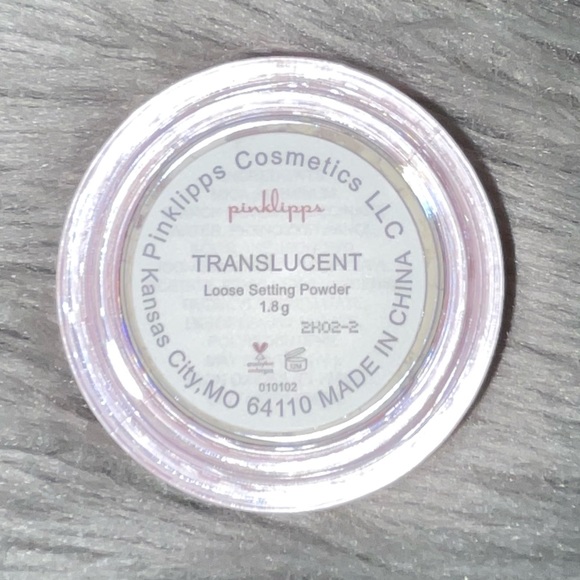 Pinklipps Cosmetics LLC
pinklipps
TRANSLUCENT
Loose Setting Powder
1.8g
2H02-2
010102
Kansas City,MO 64110 MADE IN CHINA